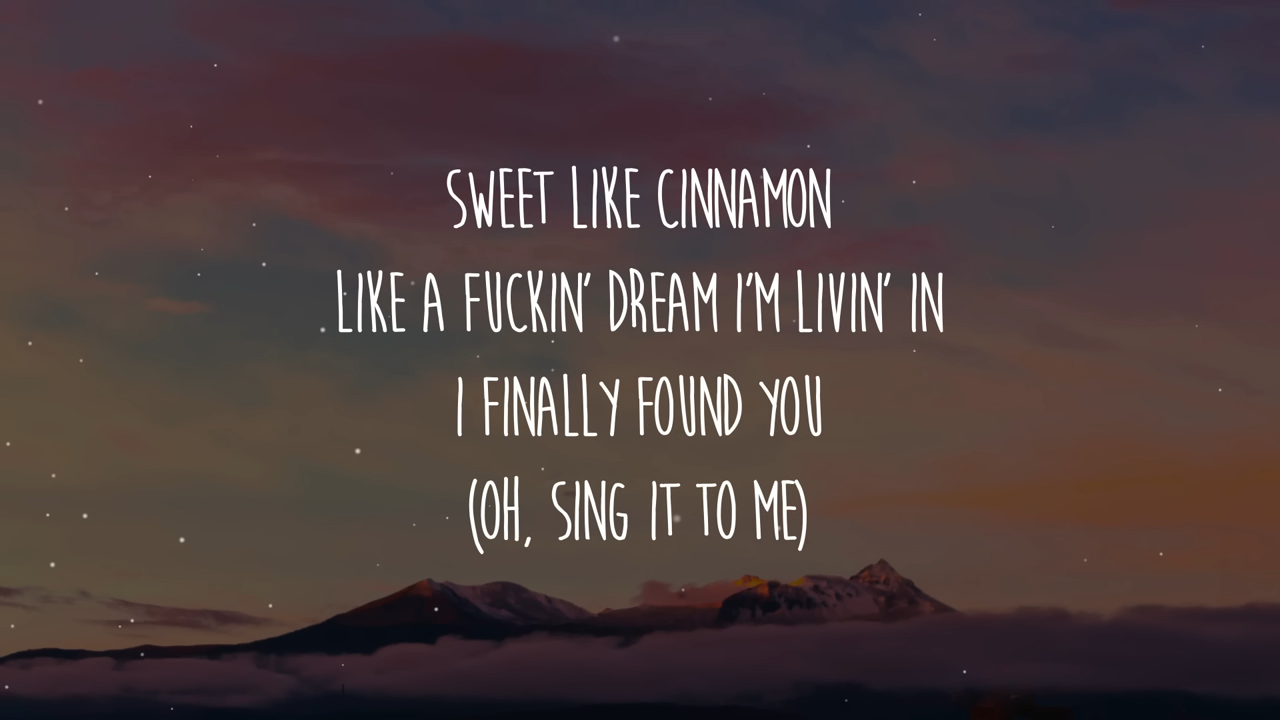 SWEET LIKE CINNAMON
LIKE A FUCKIN' DREAM I'M LIVIN' IN
I FINALLY FOUND YOU
(OH, SING IT TO ME)